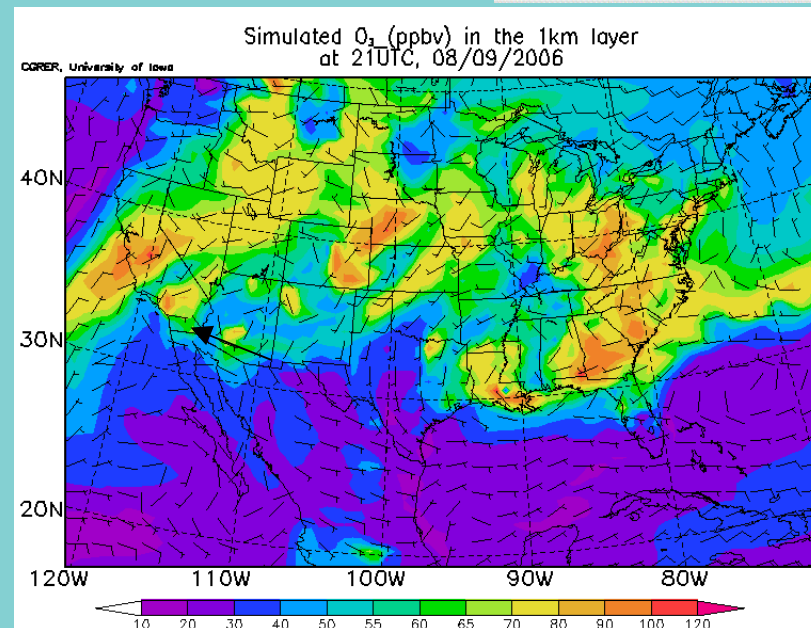 Simulated O₃ (ppbv) in the 1km layer
at 21UTC, 08/09/2006
CGRER, University of Iowa
40N
30N
20N
120W 110W 100W 90W 80W
10 20 30 40 50 55 60 65 70 80 90 100 120